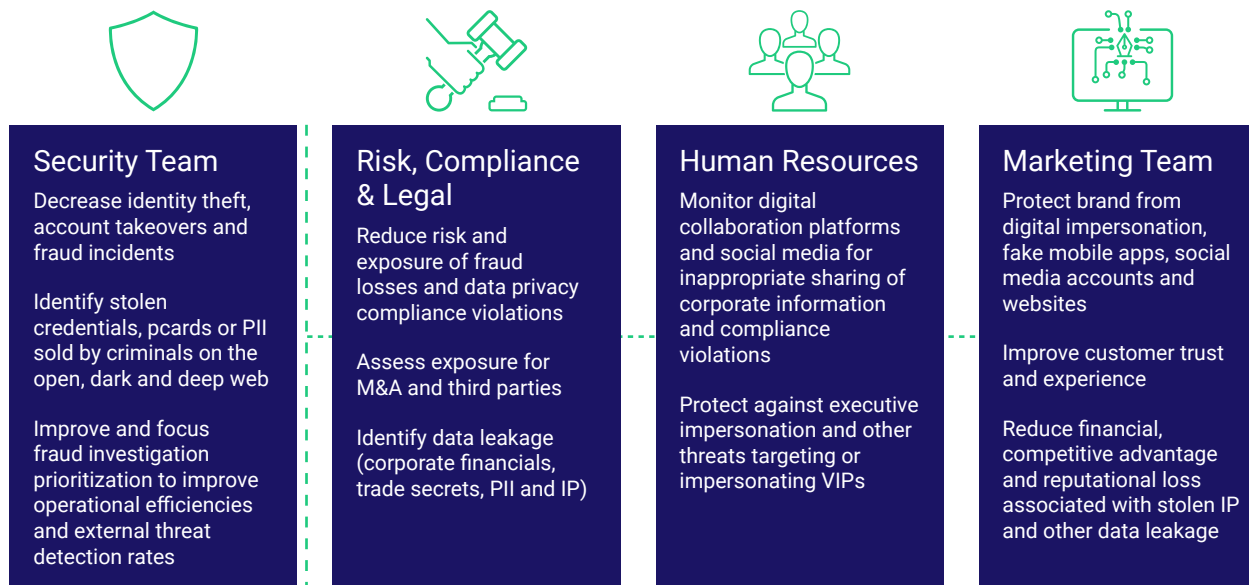 Security Team
Decrease identity theft,
account takeovers and
fraud incidents
Identify stolen
credentials, pcards or PII
sold by criminals on the
open, dark and deep web
Improve and focus
fraud investigation
prioritization to improve
operational efficiencies
and external threat
detection rates
Risk, Compliance
& Legal
Reduce risk and
exposure of fraud
losses and data privacy
compliance violations
Assess exposure for
M&A and third parties
Identify data leakage
(corporate financials,
trade secrets, PII and IP)
Human Resources
Monitor digital
collaboration platforms
and social media for
inappropriate sharing of
corporate information
and compliance
violations
Protect against executive
impersonation and other
threats targeting or
impersonating VIPs
Marketing Team
Protect brand from
digital impersonation,
fake mobile apps, social
media accounts and
websites
Improve customer trust
and experience
Reduce financial,
competitive advantage
and reputational loss
associated with stolen IP
and other data leakage